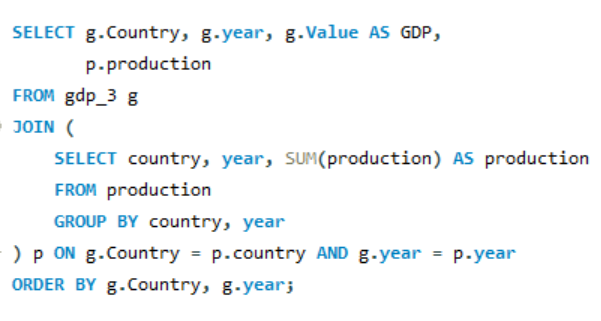 SELECT g.Country, g.year, g.Value AS GDP,
p.production
FROM gdp_3 g
JOIN (
SELECT country, year, SUM(production) AS production
FROM production
GROUP BY country, year
) p ON g.Country = p.country AND g.year = p.year
ORDER BY g.Country, g.year;